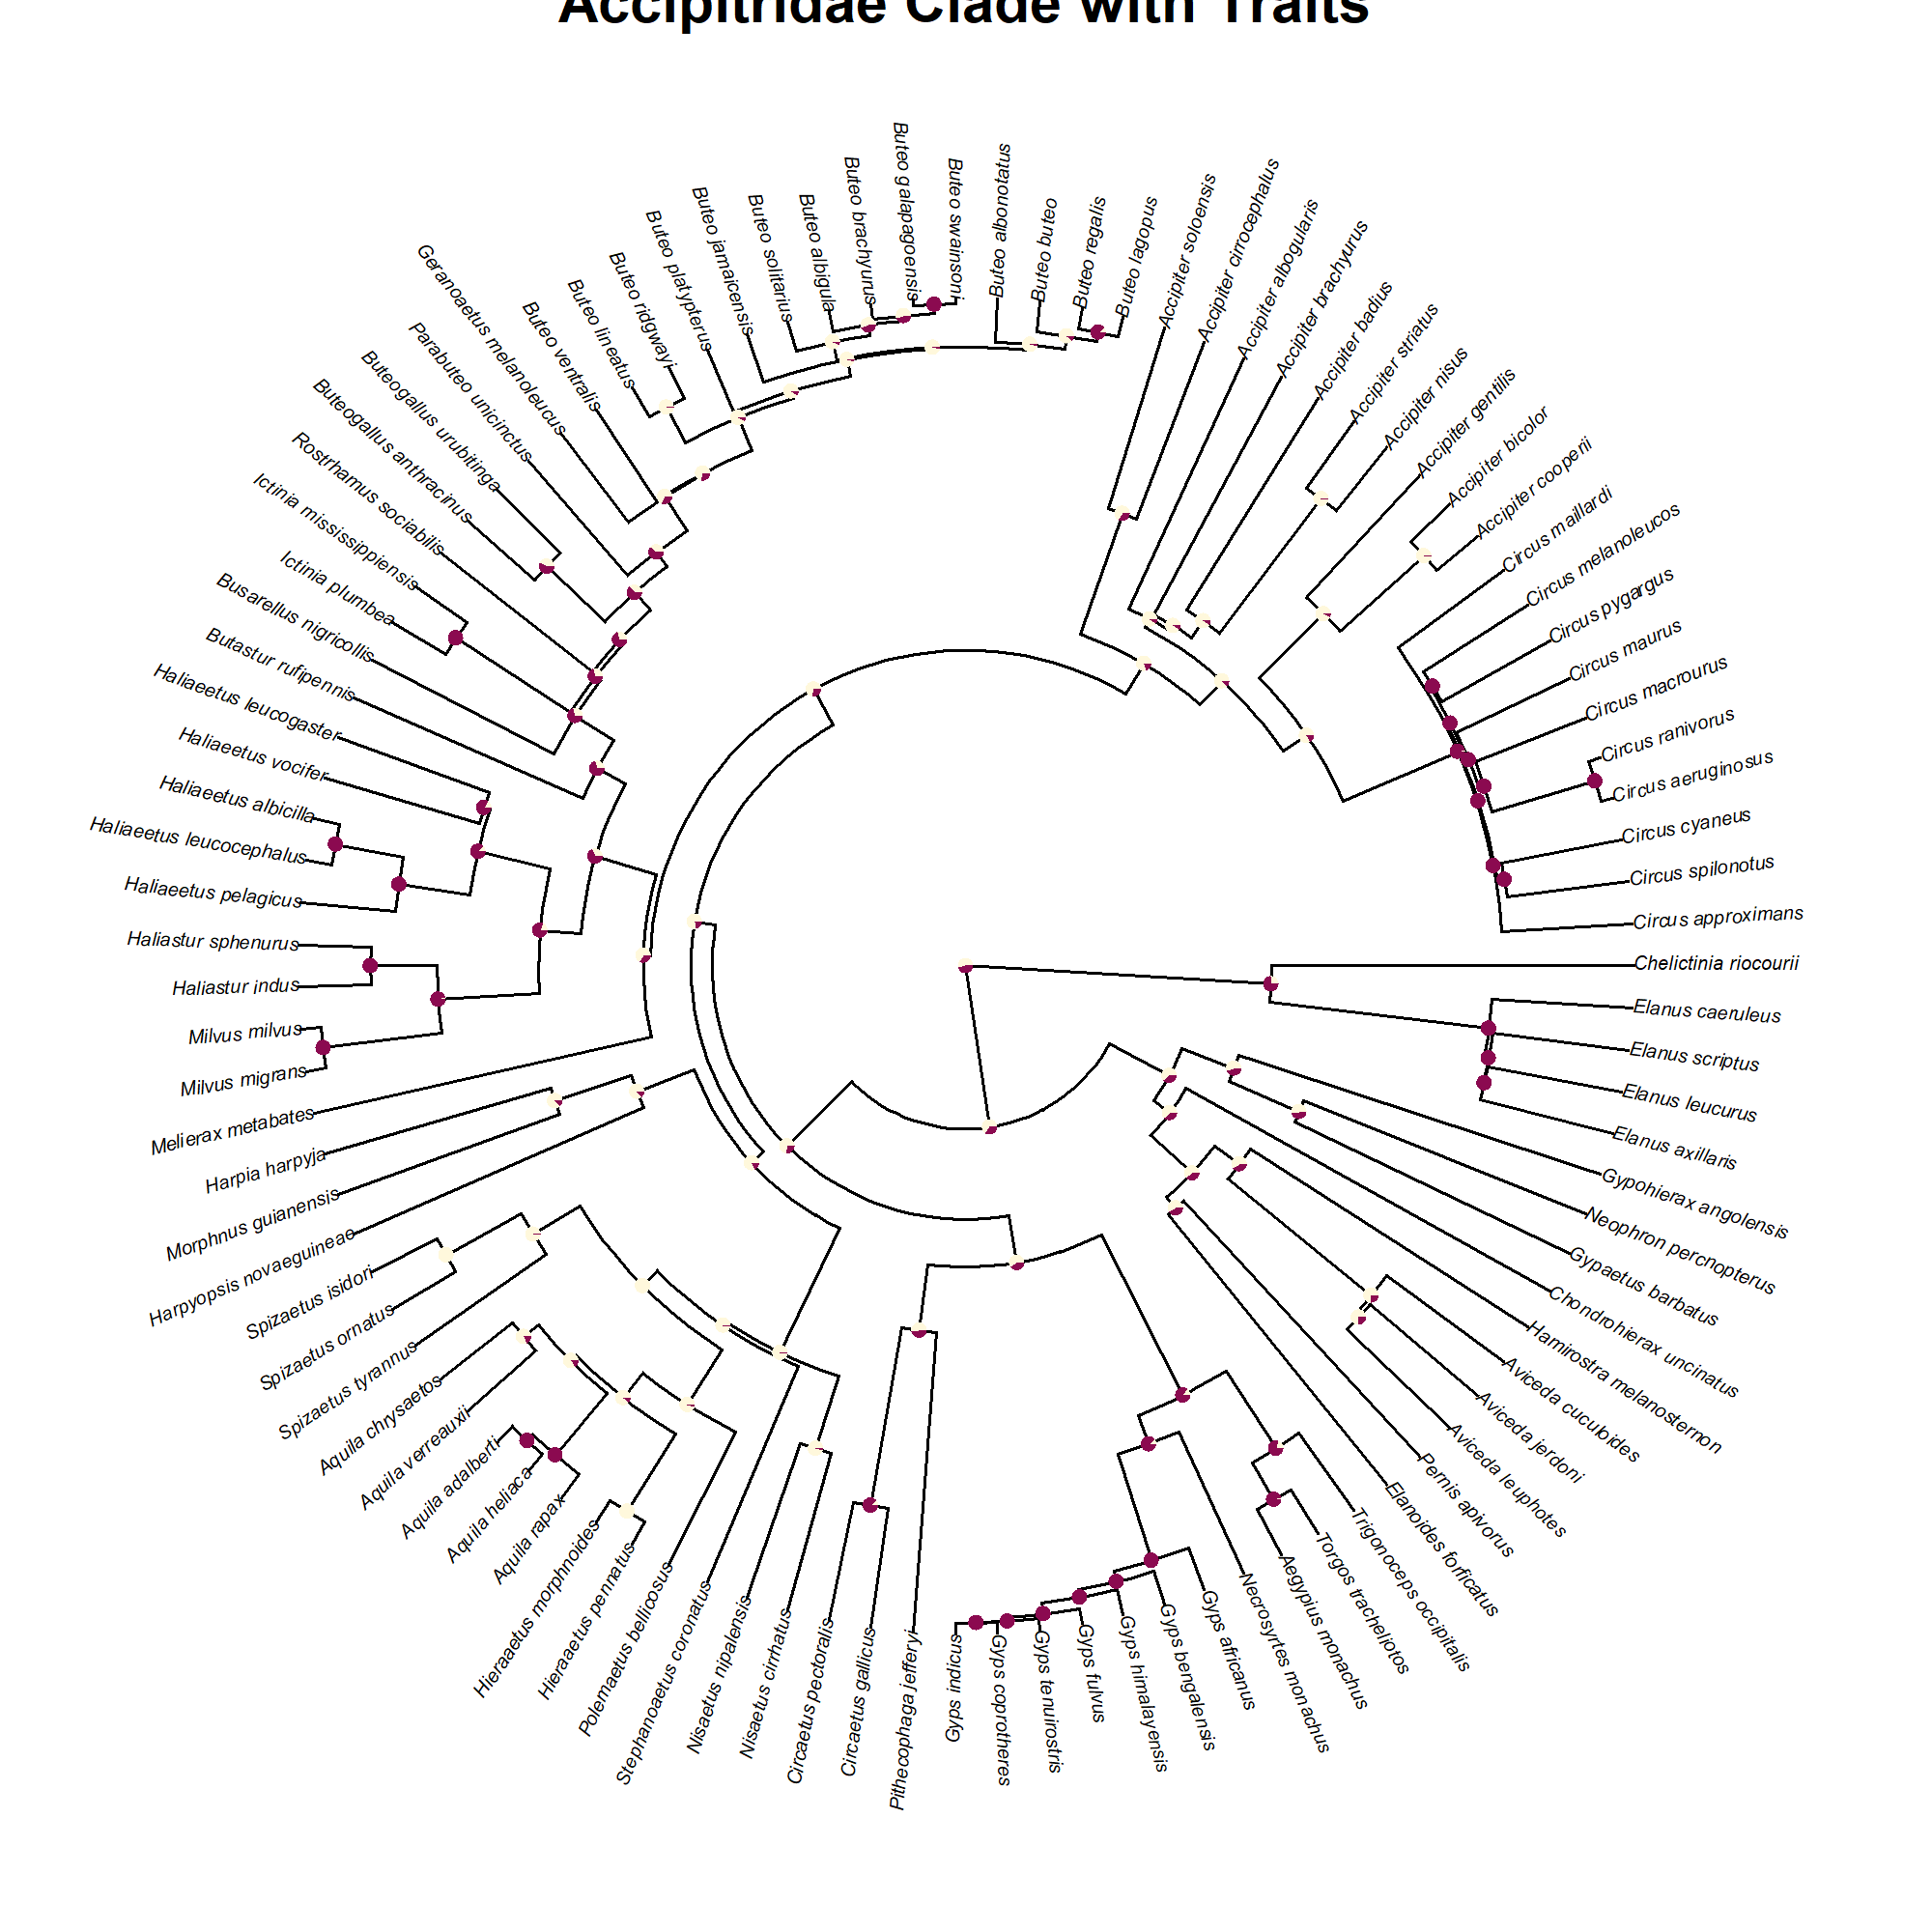 Accipitridae Clade with Traits
Buteo galapagoensis
Buteo swainsoni
Buteo albonotatus
Buteo buteo
Buteo regalis
Buteo lagopus
Accipiter soloensis
Accipiter cirrocephalus
Accipiter albogularis
Accipiter brachyurus
Accipiter badius
Accipiter striatus
Accipiter nisus
Accipiter gentilis
Accipiter bicolor
Accipiter cooperii
Circus maillardi
Circus melanoleucos
Circus pygargus
Circus maurus
Circus macrourus
Circus ranivorus
Circus aeruginosus
Circus cyaneus
Circus spilonotus
Circus approximans
Chelictinia riocourii
Elanus caeruleus
Elanus scriptus
Elanus leucurus
Elanus axillaris
Gypohierax angolensis
Neophron percnopterus
Gypaetus barbatus
Chondrohierax uncinatus
Hamirostra melanosternon
Aviceda cuculoides
Aviceda jerdoni
Aviceda leuphotes
Pernis apivorus
Elanoides forficatus
Trigonoceps occipitalis
Torgos tracheliotos
Aegypius monachus
Necrosyrtes monachus
Gyps africanus
Gyps bengalensis
Gyps himalayensis
Gyps fulvus
Gyps tenuirostris
Gyps coprotheres
Gyps indicus
Pithecophaga jefferyi
Circaetus gallicus
Circaetus pectoralis
Nisaetus cirrhatus
Nisaetus nipalensis
Stephanoaetus coronatus
Polemaetus bellicosus
Hieraaetus pennatus
Hieraaetus morphnoides
Aquila rapax
Aquila heliaca
Aquila adalberti
Aquila verreauxii
Aquila chrysaetos
Spizaetus tyrannus
Spizaetus ornatus
Spizaetus isidori
Harpyopsis novaeguineae
Morphnus guianensis
Harpia harpyja
Melierax metabates
Milvus migrans
Milvus milvus
Haliastur indus
Haliastur sphenurus
Haliaeetus pelagicus
Haliaeetus leucocephalus
Haliaeetus albicilla
Haliaeetus vocifer
Haliaeetus leucogaster
Butastur rufipennis
Busarellus nigricollis
Ictinia plumbea
Ictinia mississippiensis
Rostrhamus sociabilis
Buteogallus anthracinus
Buteogallus urubitinga
Parabuteo unicinctus
Geranoaetus melanoleucus
Buteo ventralis
Buteo lineatus
Buteo ridgwayi
Buteo platypterus
Buteo jamaicensis
Buteo solitarius
Buteo albigula
Buteo brachyurus